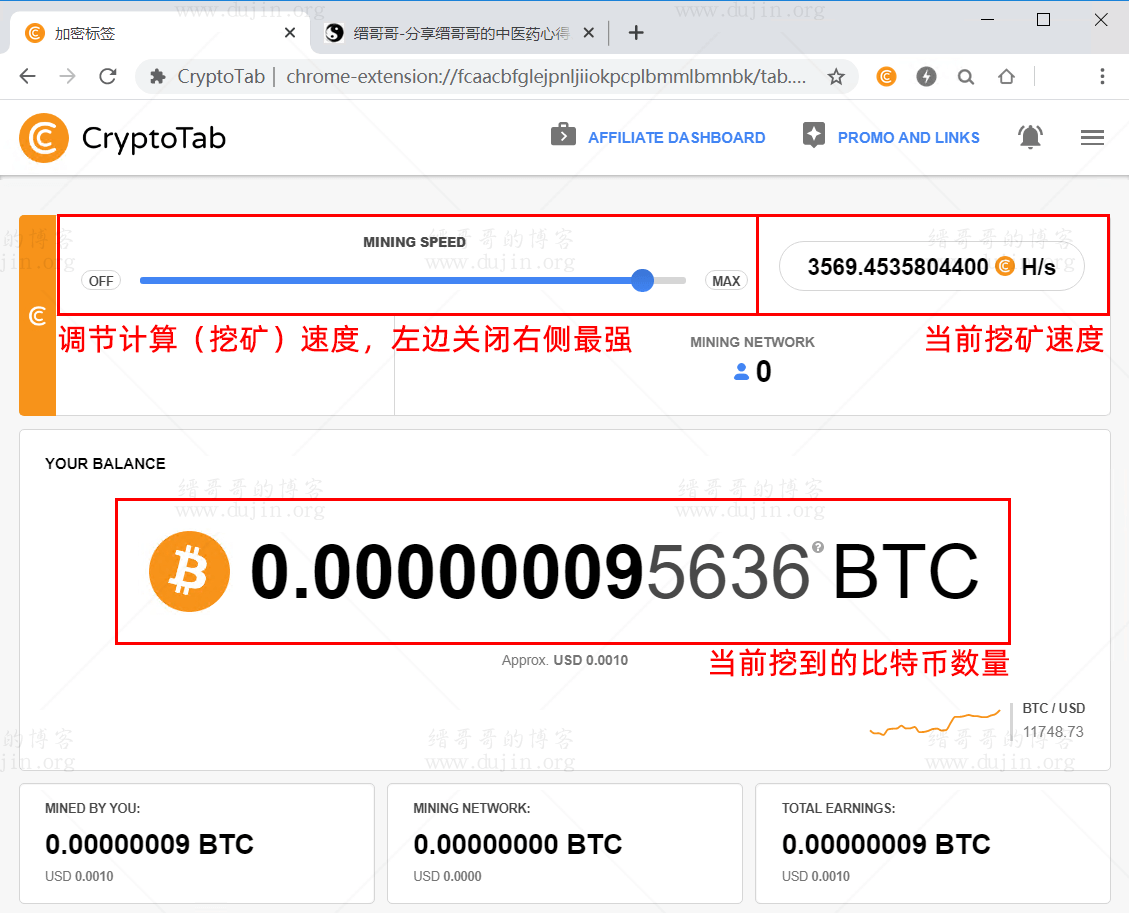 加密标签
缙哥哥-分享缙哥哥的中医药心得
CryptoTab | chrome-extension://fcaacbfglejpnljiiokpcplbmmlbmnbk/tab....
CryptoTab
AFFILIATE DASHBOARD
PROMO AND LINKS
MINING SPEED
OFF
MAX
3569.4535804400 H/s
调节计算（挖矿）速度，左边关闭右侧最强
当前挖矿速度
MINING NETWORK
0
YOUR BALANCE
0.000000095636 BTC
Approx. USD 0.0010
当前挖到的比特币数量
BTC / USD
11748.73
MINED BY YOU:
0.00000009 BTC
USD 0.0010
MINING NETWORK:
0.00000000 BTC
USD 0.0000
TOTAL EARNINGS:
0.00000009 BTC
USD 0.0010
缙哥哥的博客
www.dujin.org